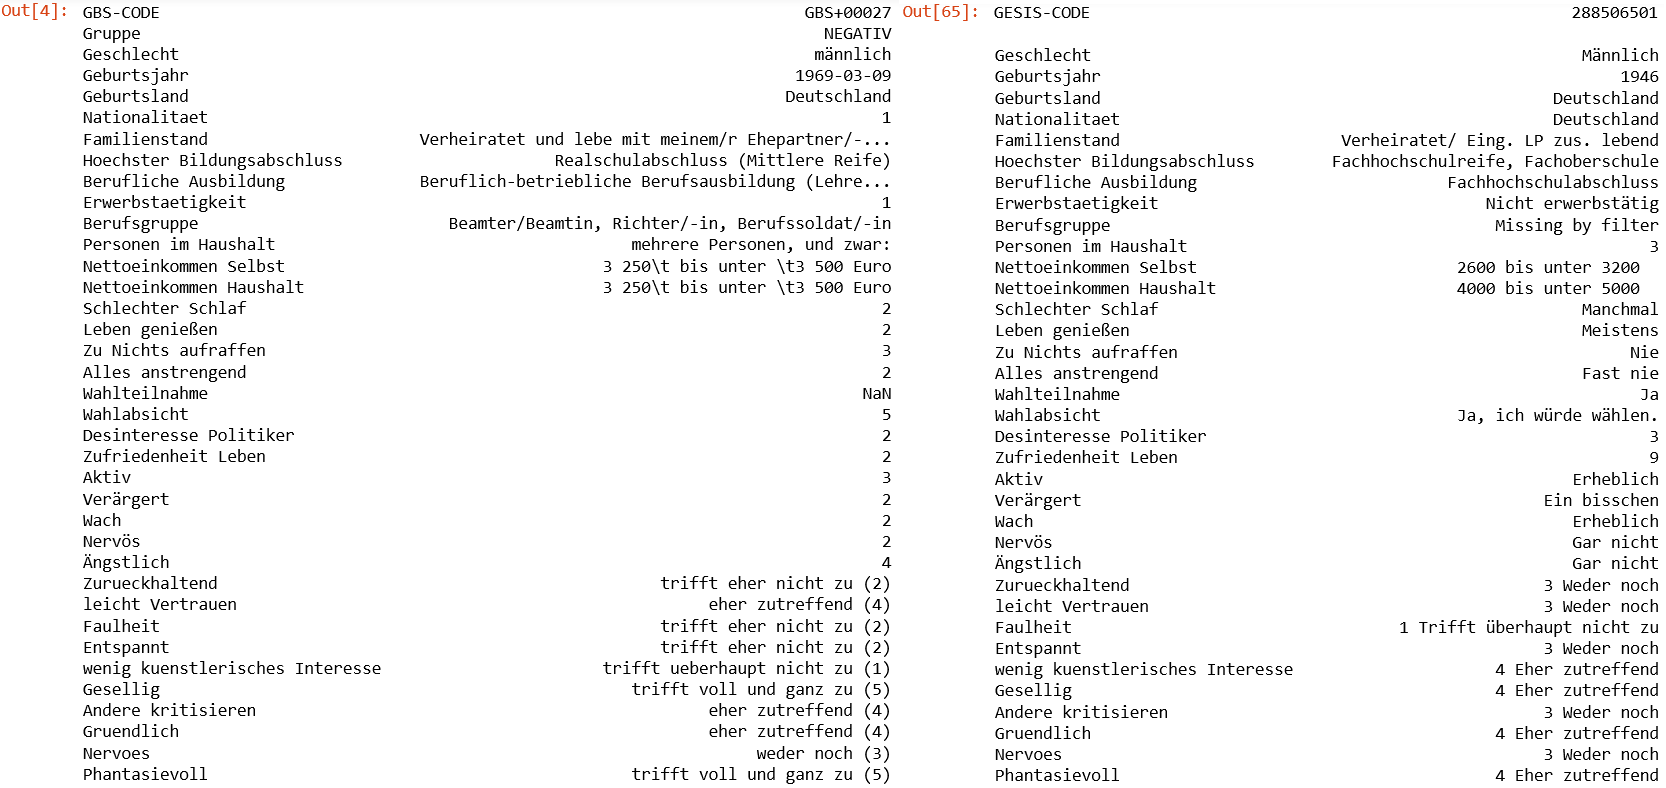 Out[4]: GBS-CODE GBS+00027
Gruppe NEGATIV
Geschlecht männlich
Geburtsjahr 1969-03-09
Geburtsland Deutschland
Nationalitaet 1
Familienstand Verheiratet und lebe mit meinem/r Ehepartner/-...
Hoechster Bildungsabschluss Realschulabschluss (Mittlere Reife)
Berufliche Ausbildung Beruflich-betriebliche Berufsausbildung (Lehre...
Erwerbstaetigkeit 1
Berufsgruppe Beamter/Beamtin, Richter/-in, Berufssoldat/-in
Personen im Haushalt mehrere Personen, und zwar:
Nettoeinkommen Selbst 3 250\t bis unter \t3 500 Euro
Nettoeinkommen Haushalt 3 250\t bis unter \t3 500 Euro
Schlechter Schlaf 2
Leben genießen 2
Zu Nichts aufraffen 3
Alles anstrengend 2
Wahlteilnahme NaN
Wahlabsicht 5
Desinteresse Politiker 2
Zufriedenheit Leben 2
Aktiv 3
Verärgert 2
Wach 2
Nervös 2
Ängstlich 4
Zurueckhaltend trifft eher nicht zu (2)
leicht Vertrauen eher zutreffend (4)
Faulheit trifft eher nicht zu (2)
Entspannt trifft eher nicht zu (2)
wenig kuenstlerisches Interesse trifft ueberhaupt nicht zu (1)
Gesellig trifft voll und ganz zu (5)
Andere kritisieren eher zutreffend (4)
Gruendlich eher zutreffend (4)
Nervoes weder noch (3)
Phantasievoll trifft voll und ganz zu (5)
Out[65]: GESIS-CODE 288506501
Geschlecht Männlich
Geburtsjahr 1946
Geburtsland Deutschland
Nationalitaet Deutschland
Familienstand Verheiratet/ Eing. LP zus. lebend
Hoechster Bildungsabschluss Fachhochschulreife, Fachoberschule
Berufliche Ausbildung Fachhochschulabschluss
Erwerbstaetigkeit Nicht erwerbstätig
Berufsgruppe Missing by filter
Personen im Haushalt 3
Nettoeinkommen Selbst 2600 bis unter 3200
Nettoeinkommen Haushalt 4000 bis unter 5000
Schlechter Schlaf Manchmal
Leben genießen Meistens
Zu Nichts aufraffen Nie
Alles anstrengend Fast nie
Wahlteilnahme Ja
Wahlabsicht Ja, ich würde wählen.
Desinteresse Politiker 3
Zufriedenheit Leben 9
Aktiv Erheblich
Verärgert Ein bisschen
Wach Erheblich
Nervös Gar nicht
Ängstlich Gar nicht
Zurueckhaltend 3 Weder noch
leicht Vertrauen 3 Weder noch
Faulheit 1 Trifft überhaupt nicht zu
Entspannt 3 Weder noch
wenig kuenstlerisches Interesse 4 Eher zutreffend
Gesellig 4 Eher zutreffend
Andere kritisieren 3 Weder noch
Gruendlich 4 Eher zutreffend
Nervoes 3 Weder noch
Phantasievoll 4 Eher zutreffend